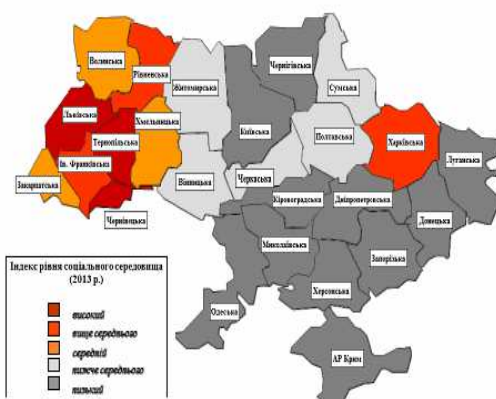 Волинська
Рівневська
Житомирська
Чернігівська
Сумська
Львівська
Хмельницька
Київська
Тернопільська
Полтавська
Харківська
Луганська
Ів. Франківська
Закарпатська
Вінницька
Черкаська
Кіровоградська
Дніпропетровська
Донецька
Чернівецька
Миколаївська
Запорізька
Херсонська
Одеська
АР Крим
Індекс рівня соціального середовища
(2013 р.)
високий
вище середнього
середній
нижче середнього
низький